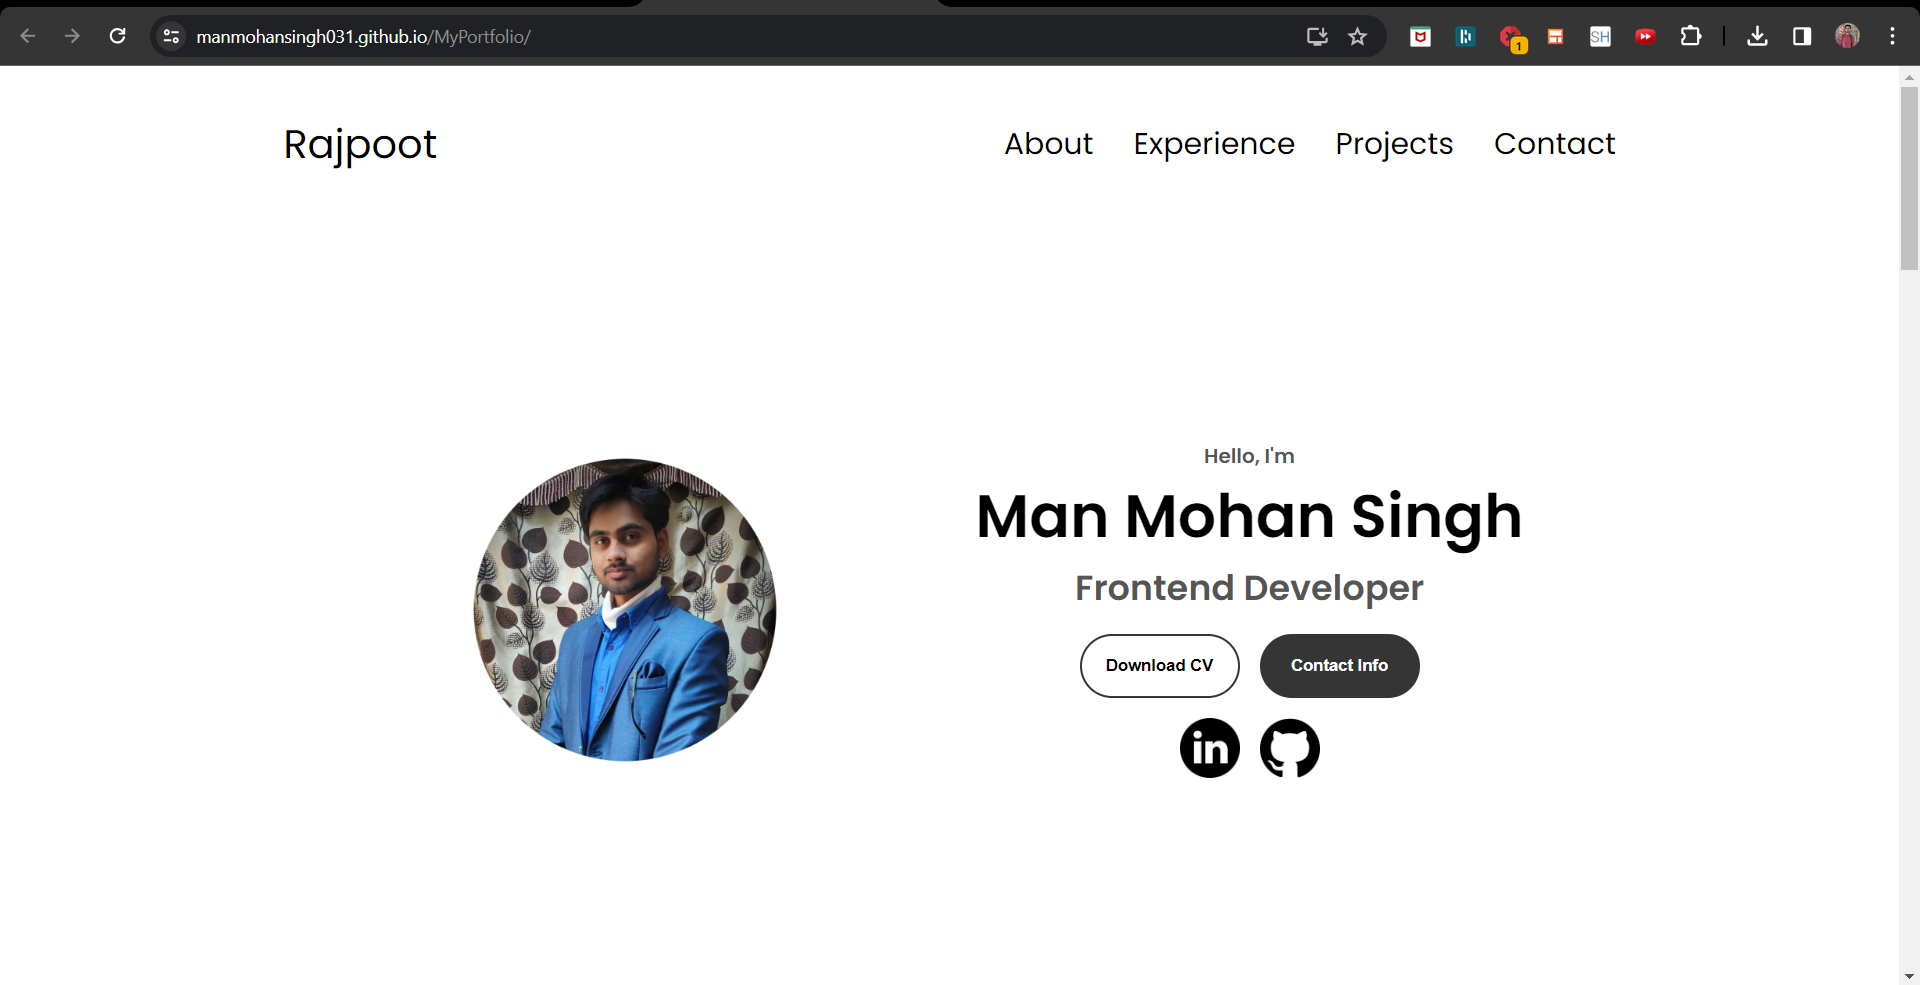 manmohansingh031.github.io/MyPortfolio/
1
SH
Rajpoot
About Experience Projects Contact
Hello, I'm
Man Mohan Singh
Frontend Developer
Download CV Contact Info
in